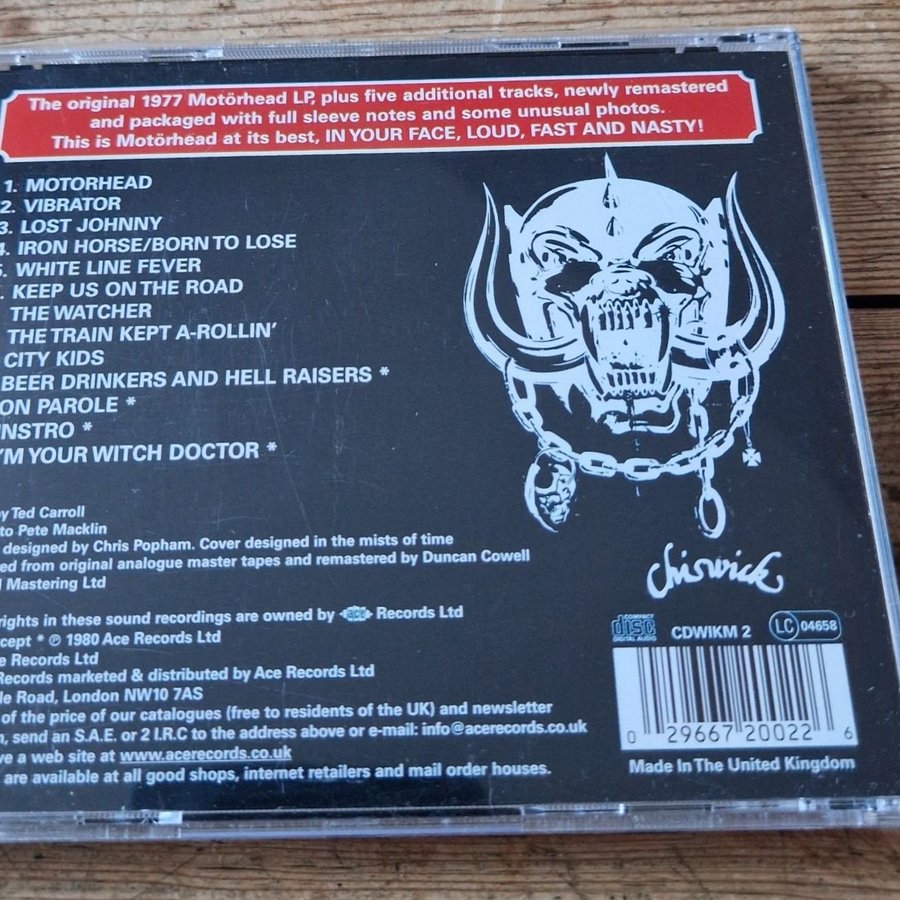 The original 1977 Motörhead LP, plus five additional tracks, newly remastered
and packaged with full sleeve notes and some unusual photos.
This is Motörhead at its best, IN YOUR FACE, LOUD, FAST AND NASTY!
1. MOTORHEAD
2. VIBRATOR
3. LOST JOHNNY
4. IRON HORSE/BORN TO LOSE
5. WHITE LINE FEVER
. KEEP US ON THE ROAD
THE WATCHER
THE TRAIN KEPT A-ROLLIN'
CITY KIDS
BEER DRINKERS AND HELL RAISERS *
ON PAROLE *
INSTRO *
'M YOUR WITCH DOCTOR *
by Ted Carroll
to Pete Macklin
designed by Chris Popham. Cover designed in the mists of time
ed from original analogue master tapes and remastered by Duncan Cowell
Mastering Ltd
rights in these sound recordings are owned by ace Records Ltd
cept * ℗ 1980 Ace Records Ltd
e Records Ltd
Records marketed & distributed by Ace Records Ltd
le Road, London NW10 7AS
of the price of our catalogues (free to residents of the UK) and newsletter
n, send an S.A.E. or 2 I.R.C to the address above or e-mail: info@acerecords.co.uk
ve a web site at www.acerecords.co.uk
are available at all good shops, internet retailers and mail order houses.
chiswick
COMPACT
disc
DIGITAL AUDIO
CDWIKM 2
LC 04658
0 29667 20022 6
Made In The United Kingdom